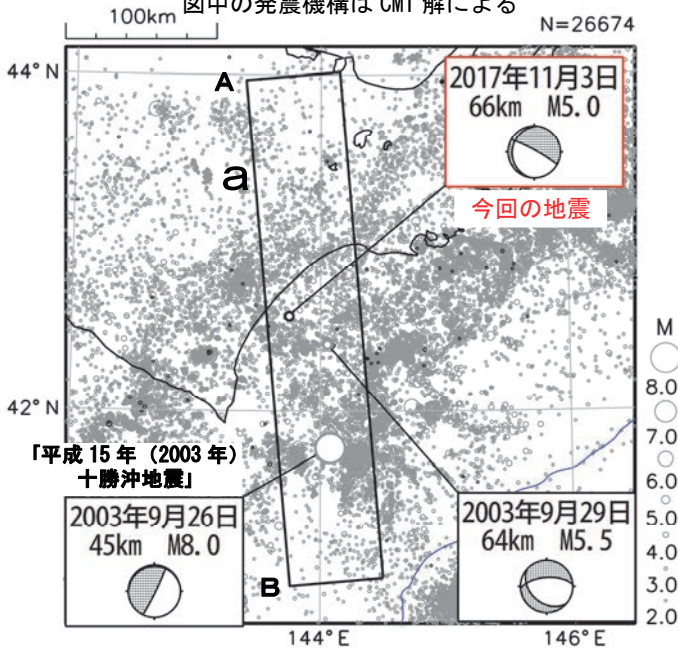 図中の発震機構は CMT 解による
100km
N=26674
44°N
A
2017年11月3日
66km M5.0
a
今回の地震
M
8.0
42°N
7.0
「平成 15 年（2003 年）
十勝沖地震」
6.0
2003年9月26日
45km M8.0
2003年9月29日
64km M5.5
5.0
4.0
3.0
B
2.0
144°E
146°E